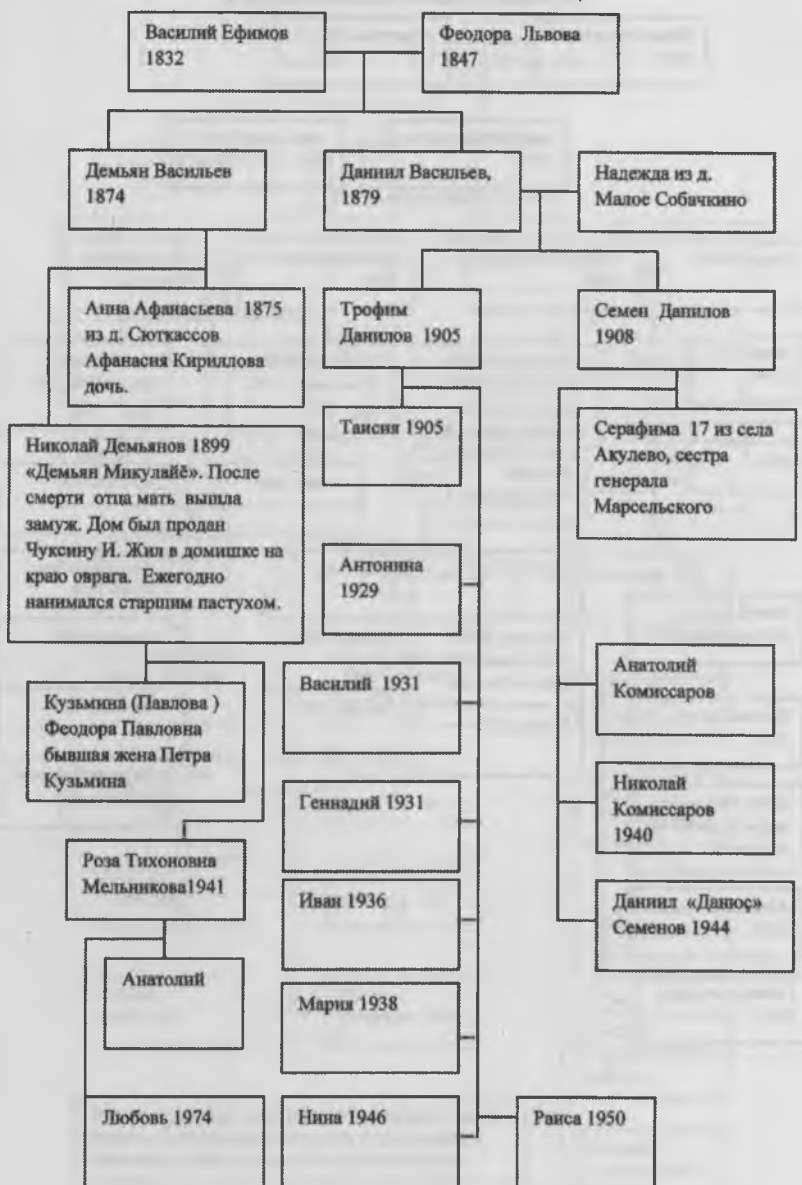 Василий Ефимов
1832
Феодора Львова
1847
Демьян Васильев
1874
Даниил Васильев,
1879
Надежда из д.
Малое Собачкино
Анна Афанасьева 1875
из д. Сюткассов
Афанасия Кириллова
дочь.
Трофим
Данилов 1905
Семен Данилов
1908
Николай Демьянов 1899
«Демьян Микулайĕ». После
смерти отца мать вышла
замуж. Дом был продан
Чуксину И. Жил в домишке на
краю оврага. Ежегодно
нанимался старшим пастухом.
Таисия 1905
Серафима 17 из села
Акулево, сестра
генерала
Марсельского
Антонина
1929
Кузьмина (Павлова )
Феодора Павловна
бывшая жена Петра
Кузьмина
Василий 1931
Анатолий
Комиссаров
Геннадий 1931
Николай
Комиссаров
1940
Роза Тихоновна
Мельникова1941
Иван 1936
Даниил «Данюç»
Семенов 1944
Анатолий
Мария 1938
Любовь 1974
Нина 1946
Раиса 1950